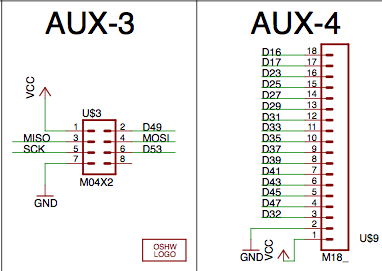 AUX-3
VCC
U$3
1 2 D49
MISO 3 4 MOSI
SCK 5 6 D53
7 8
M04X2
GND
OSHW
LOGO
AUX-4
D16 18
D17 17
D23 16
D25 15
D27 14
D29 13
D31 12
D33 11
D35 10
D37 9
D39 8
D41 7
D43 6
D45 5
D47 4
D32 3
2
1
GND
VCC
U$9
M18_